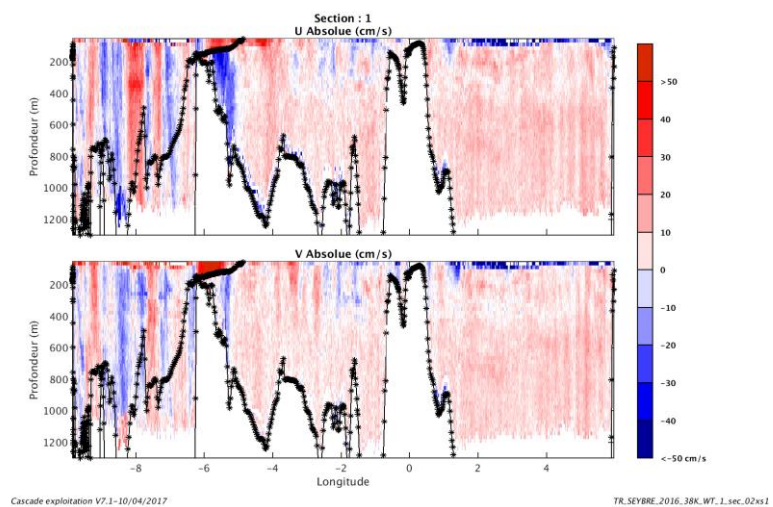 Section : 1
U Absolue (cm/s)
Profondeur (m)
200
400
600
800
1000
1200
V Absolue (cm/s)
Profondeur (m)
200
400
600
800
1000
1200
-8 -6 -4 -2 0 2 4
Longitude
>50
40
30
20
10
0
-10
-20
-30
-40
<-50 cm/s
Cascade exploitation V7.1-10/04/2017
TR_SEYBRE_2016_38K_WT_1_sec_02xs1